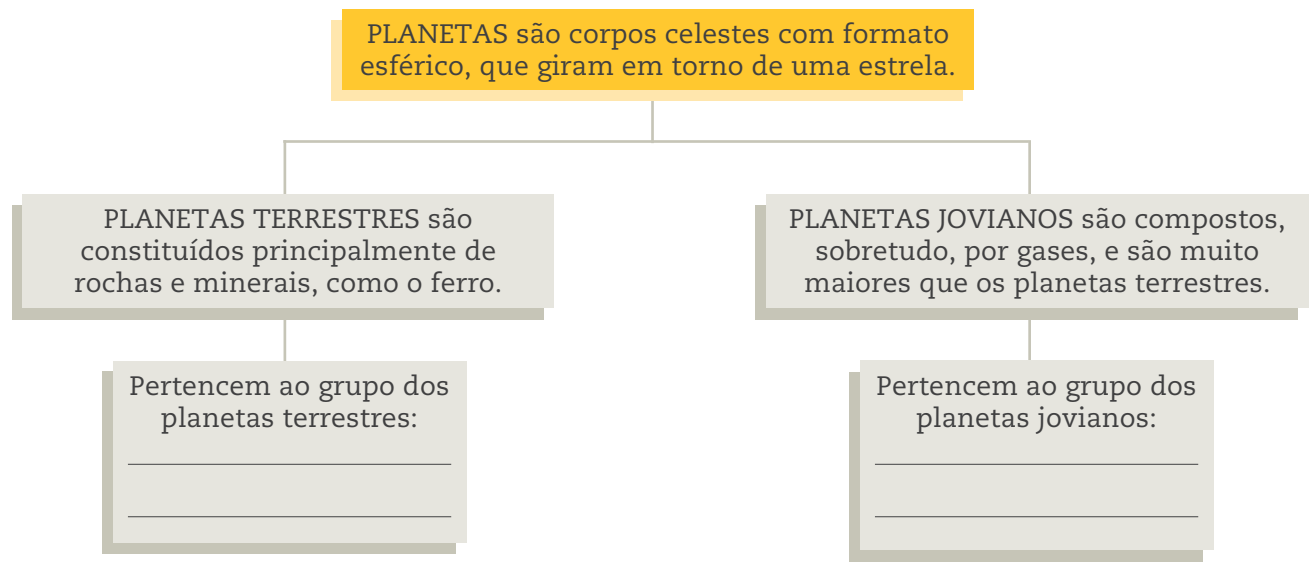 PLANETAS são corpos celestes com formato
esférico, que giram em torno de uma estrela.
PLANETAS TERRESTRES são
constituídos principalmente de
rochas e minerais, como o ferro.
PLANETAS JOVIANOS são compostos,
sobretudo, por gases, e são muito
maiores que os planetas terrestres.
Pertencem ao grupo dos
planetas terrestres:
Pertencem ao grupo dos
planetas jovianos: